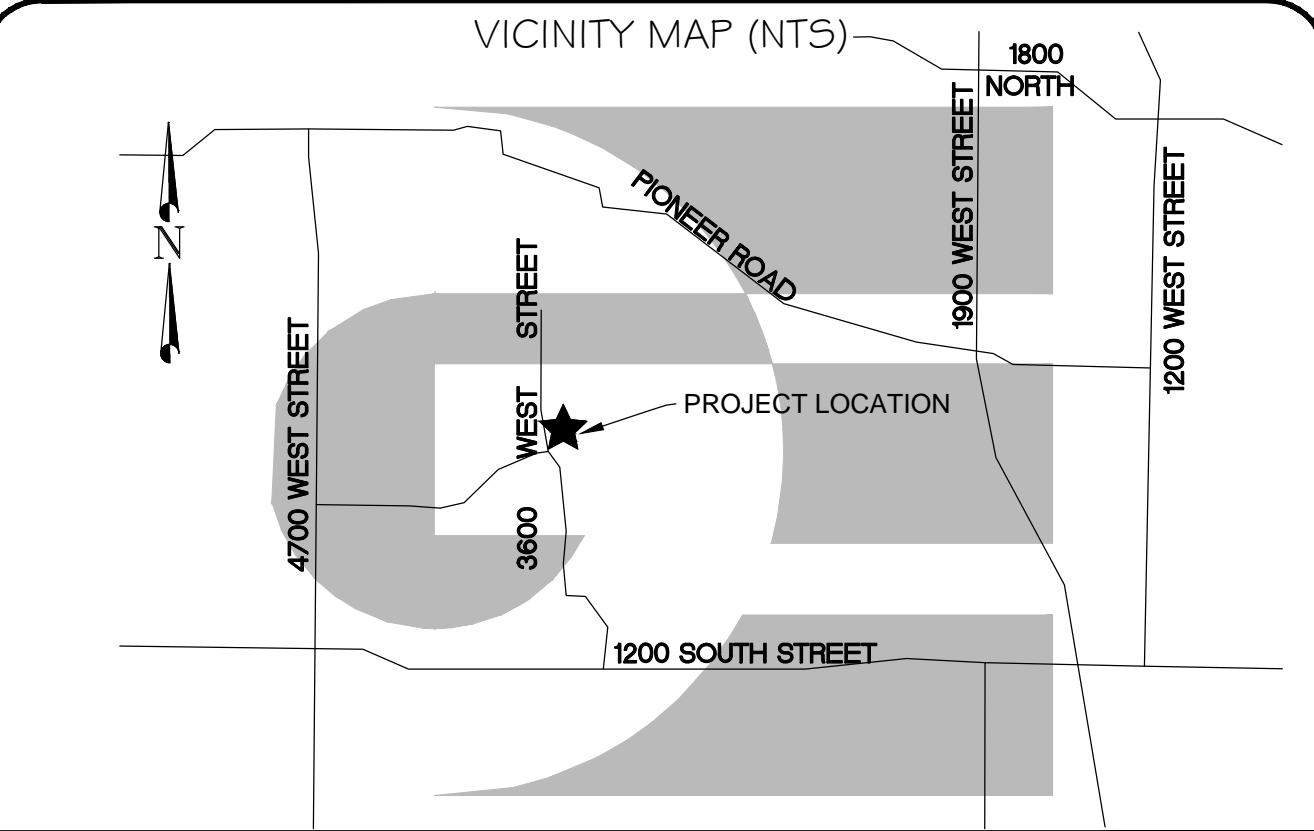 VICINITY MAP (NTS)
1800
NORTH
1900 WEST STREET
1200 WEST STREET
PIONEER ROAD
N
3600 WEST STREET
4700 WEST STREET
PROJECT LOCATION
1200 SOUTH STREET